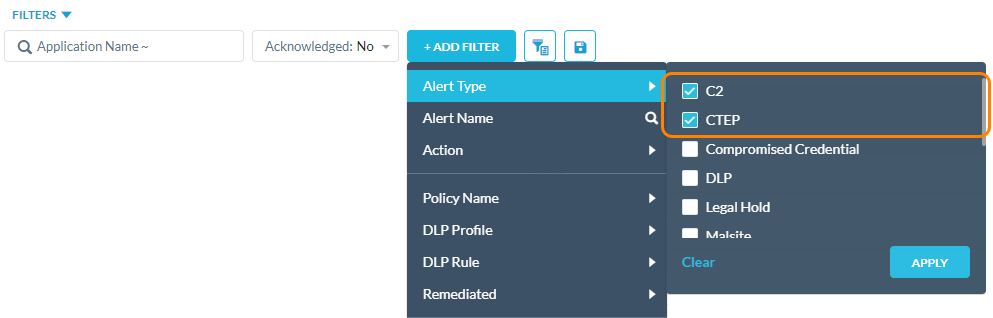 FILTERS
Application Name ~
Acknowledged: No
+ ADD FILTER
Alert Type
Alert Name
Action
Policy Name
DLP Profile
DLP Rule
Remediated
C2
CTEP
Compromised Credential
DLP
Legal Hold
Malsite
Clear
APPLY